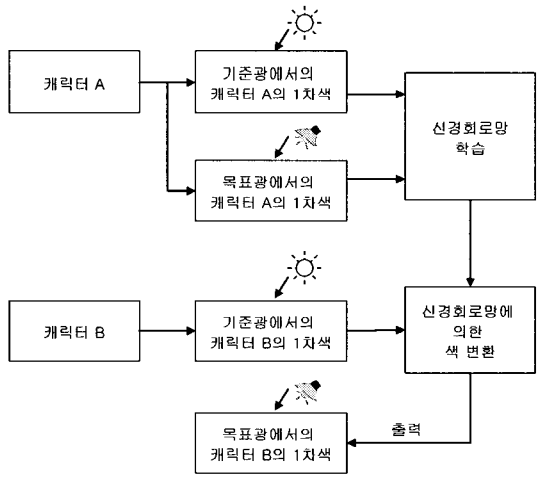 캐릭터 A
기준광에서의
캐릭터 A의 1차색
신경회로망
학습
목표광에서의
캐릭터 A의 1차색
캐릭터 B
기준광에서의
캐릭터 B의 1차색
신경회로망에
의한
색 변환
출력
목표광에서의
캐릭터 B의 1차색